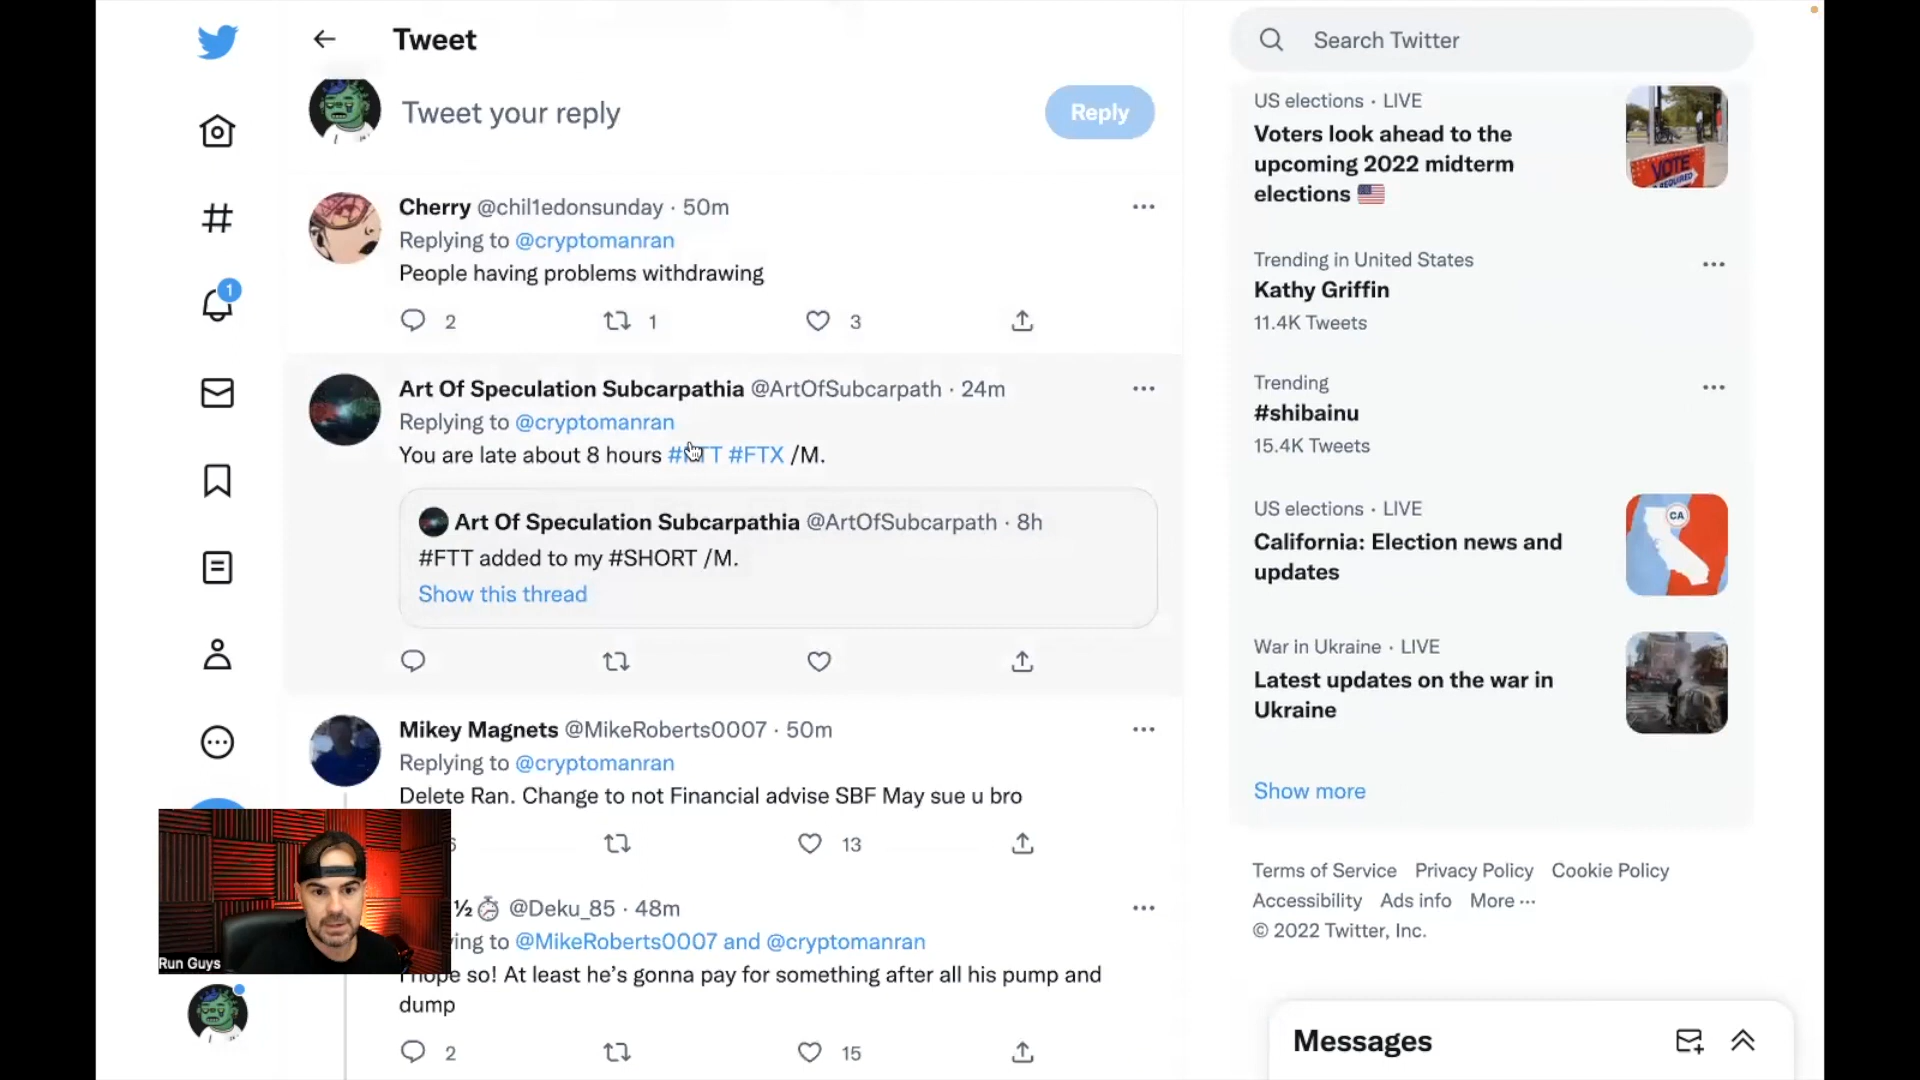 Tweet
Tweet your reply
Reply
Cherry @chil1edonsunday · 50m
Replying to @cryptomanran
People having problems withdrawing
2 1 3
Art Of Speculation Subcarpathia @ArtOfSubcarpath · 24m
Replying to @cryptomanran
You are late about 8 hours #FTT #FTX /M.
Art Of Speculation Subcarpathia @ArtOfSubcarpath · 8h
#FTT added to my #SHORT /M.
Show this thread
Mikey Magnets @MikeRoberts0007 · 50m
Replying to @cryptomanran
Delete Ran. Change to not Financial advise SBF May sue u bro
13
½ @Deku_85 · 48m
to @MikeRoberts0007 and @cryptomanran
so! At least he's gonna pay for something after all his pump and
dump
2 15
1
Run Guys
Search Twitter
US elections · LIVE
Voters look ahead to the
upcoming 2022 midterm
elections
VOTE
Trending in United States
Kathy Griffin
11.4K Tweets
Trending
#shibainu
15.4K Tweets
US elections · LIVE
California: Election news and
updates
CA
War in Ukraine · LIVE
Latest updates on the war in
Ukraine
Show more
Terms of Service Privacy Policy Cookie Policy
Accessibility Ads info More ···
© 2022 Twitter, Inc.
Messages